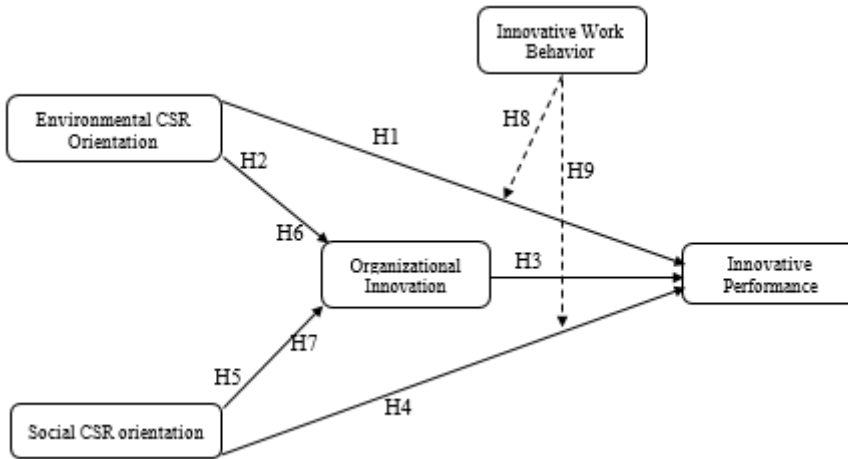 Innovative Work
Behavior
Environmental CSR
Orientation
H8
H1
H2
H9
H6
Organizational
Innovation
H3
Innovative
Performance
H7
H5
H4
Social CSR orientation